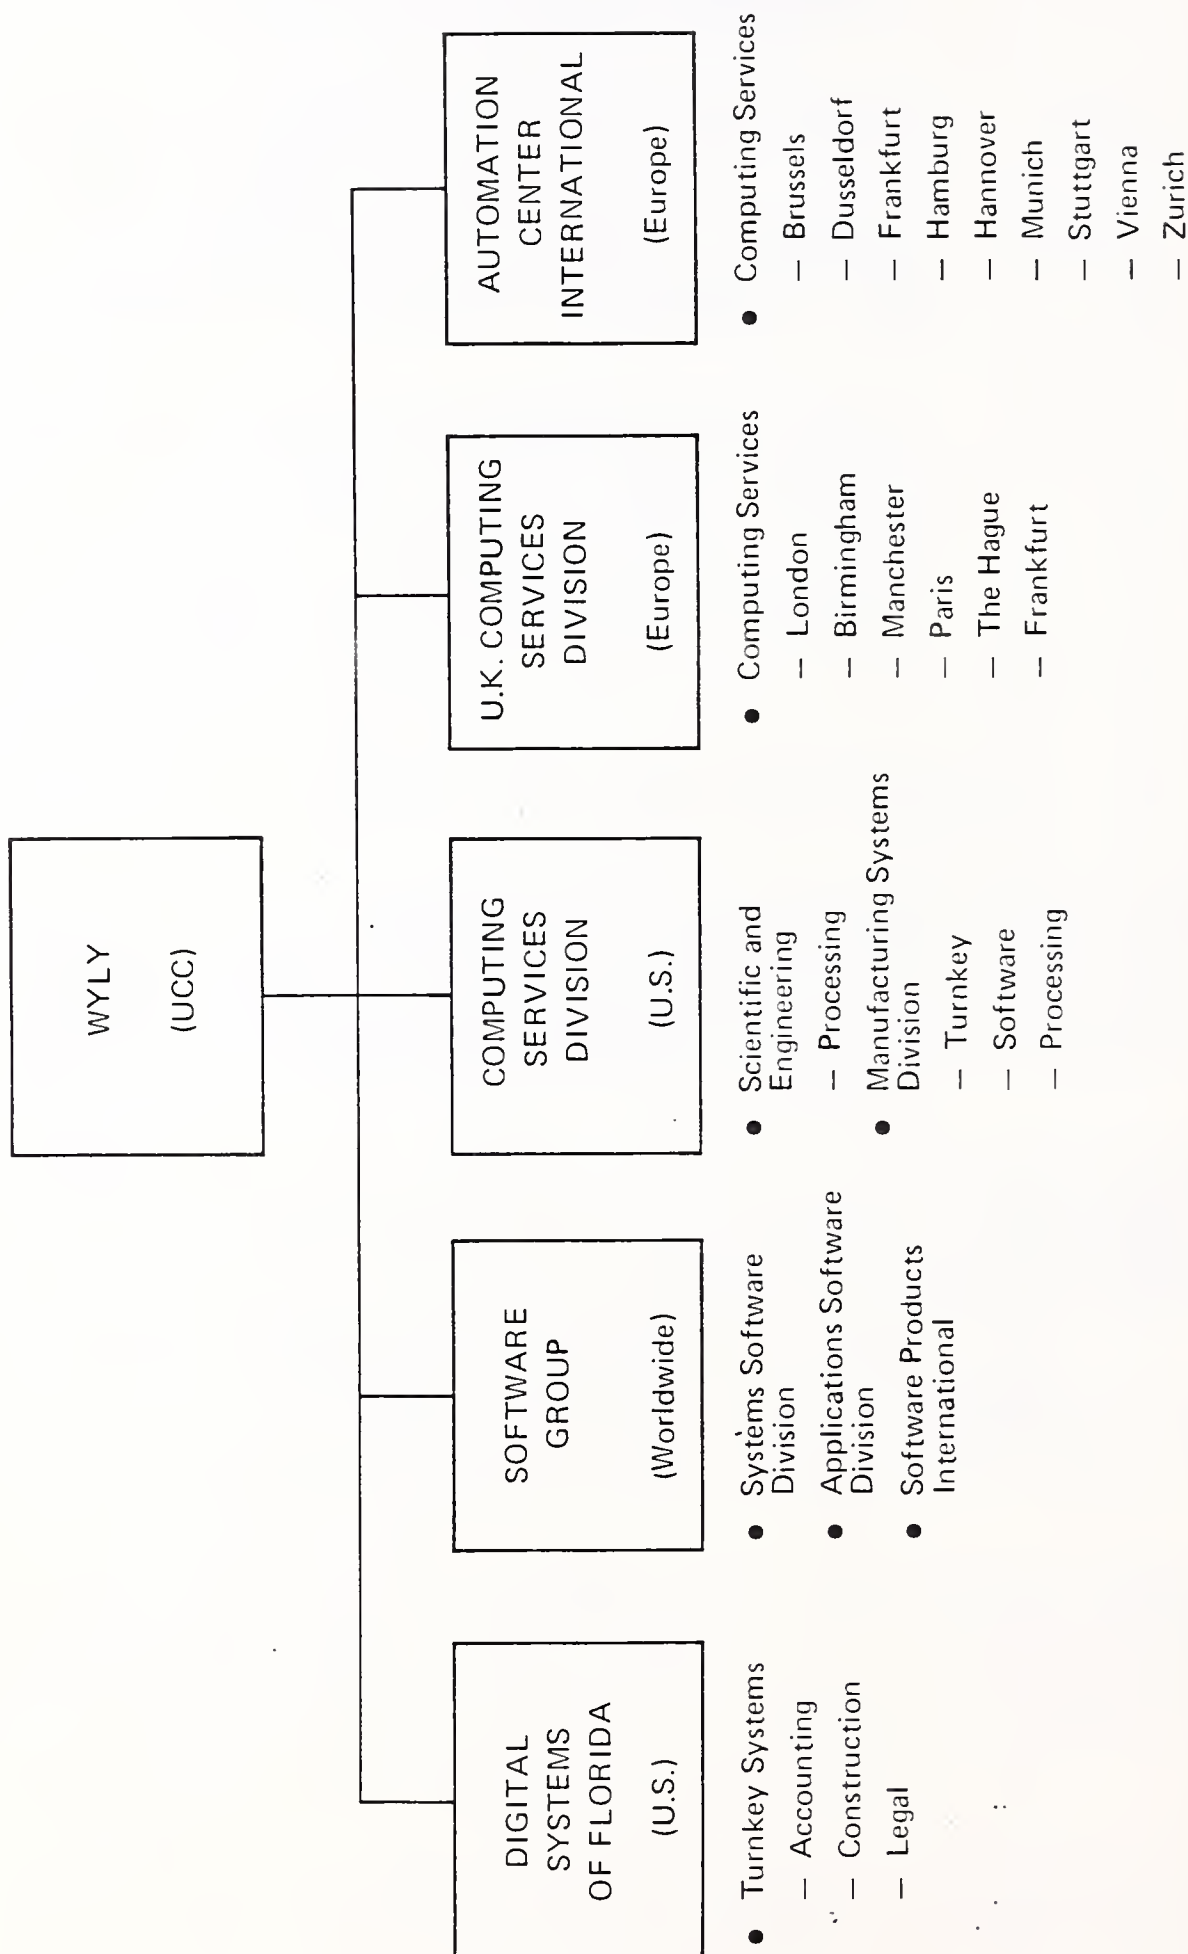 WYLY
(UCC)
DIGITAL
SYSTEMS
OF FLORIDA
(U.S.)
● Turnkey Systems
— Accounting
— Construction
— Legal
SOFTWARE
GROUP
(Worldwide)
● Systems Software
Division
● Applications Software
Division
● Software Products
International
COMPUTING
SERVICES
DIVISION
(U.S.)
● Scientific and
Engineering
— Processing
● Manufacturing Systems
Division
— Turnkey
— Software
— Processing
U.K. COMPUTING
SERVICES
DIVISION
(Europe)
● Computing Services
— London
— Birmingham
— Manchester
— Paris
— The Hague
— Frankfurt
AUTOMATION
CENTER
INTERNATIONAL
(Europe)
● Computing Services
— Brussels
— Dusseldorf
— Frankfurt
— Hamburg
— Hannover
— Munich
— Stuttgart
— Vienna
— Zurich